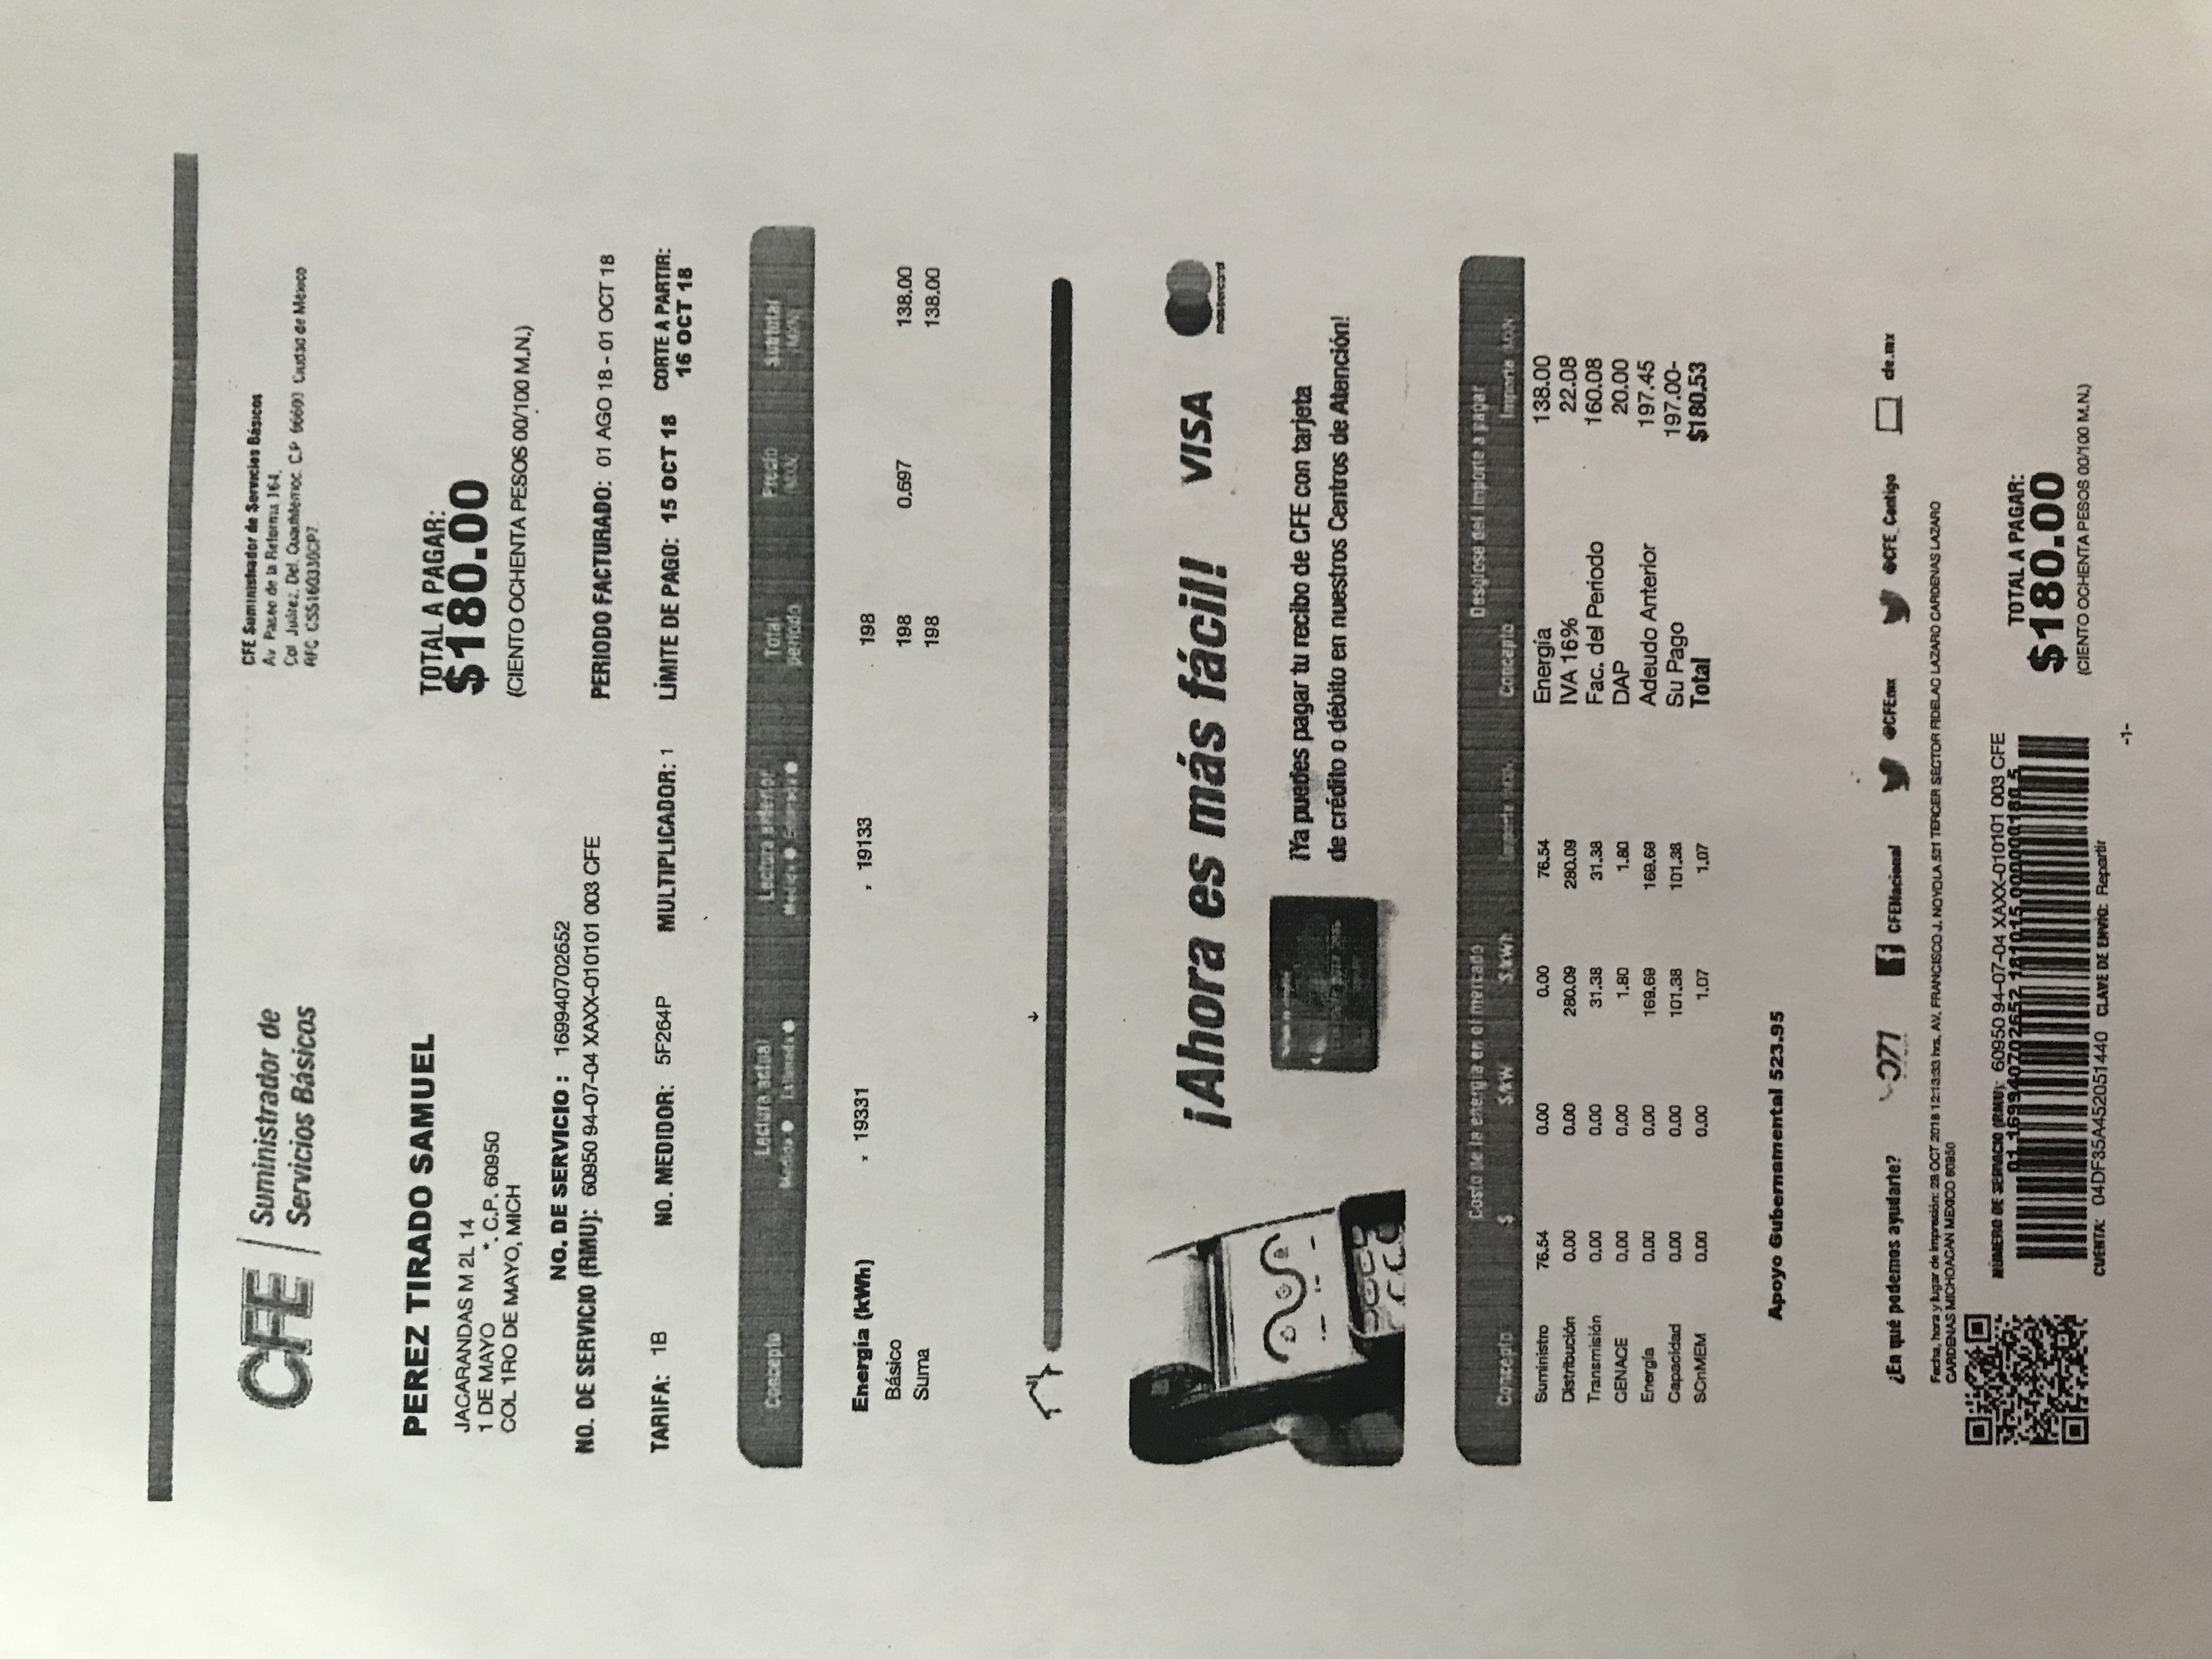 CFE Suministrador de
Servicios Básicos
CFE Suministrador de Servicios Básicos
Av Paseo de la Reforma 164,
Col Juárez, Del. Cuauhtémoc, C.P. 06600 Ciudad de México
RFC CSS160330CP7
PEREZ TIRADO SAMUEL
JACARANDAS M 2L 14
1 DE MAYO *. C.P. 60950
COL 1RO DE MAYO, MICH
TOTAL A PAGAR:
$180.00
(CIENTO OCHENTA PESOS 00/100 M.N.)
NO. DE SERVICIO : 169940702652
NO. DE SERVICIO (RMU): 60950 94-07-04 XAXX-010101 003 CFE
PERIODO FACTURADO: 01 AGO 18 - 01 OCT 18
TARIFA: 1B NO. MEDIDOR: 5F264P MULTIPLICADOR: 1 LÍMITE DE PAGO: 15 OCT 18 CORTE A PARTIR:
16 OCT 18
Concepto Lectura actual Lectura anterior Total Precio Subtotal
Medida Estimada Medida Estimada periodo (MXN) (MXN)
Energía (kWh) 19331 19133 198
Básico 198 0.697 138.00
Suma 198 138.00
¡Ahora es más fácil! VISA mastercard
¡Ya puedes pagar tu recibo de CFE con tarjeta
de crédito o débito en nuestros Centros de Atención!
Costo de la energía en el mercado Desglose del importe a pagar
Concepto $ $/kW $/kWh Importe (MXN) Concepto Importe (MXN)
Suministro 76.54 0.00 0.00 76.54 Energía 138.00
Distribución 0.00 0.00 280.09 280.09 IVA 16% 22.08
Transmisión 0.00 0.00 31.38 31.38 Fac. del Periodo 160.08
CENACE 0.00 0.00 1.80 1.80 DAP 20.00
Energía 0.00 0.00 169.69 169.69 Adeudo Anterior 197.45
Capacidad 0.00 0.00 101.38 101.38 Su Pago 197.00-
SCnMEM 0.00 0.00 1.07 1.07 Total $180.53
Apoyo Gubernamental 523.95
¿En qué podemos ayudarte? 071 CFENacional @CFEmx @CFE_Contigo cfe.mx
Fecha, hora y lugar de impresión: 28 OCT 2018 12:13:33 hrs, AV. FRANCISCO J. NOYOLA 531 TERCER SECTOR FIDELAC LAZARO CARDENAS LAZARO
CARDENAS MICHOACAN MEXICO 60950
NÚMERO DE SERVICIO (RMU): 60950 94-07-04 XAXX-010101 003 CFE
01 169940702652 181015 000000180 5
TOTAL A PAGAR:
$180.00
(CIENTO OCHENTA PESOS 00/100 M.N.)
CUENTA: 04DF35A452051440 CLAVE DE ENVÍO: Repartir
-1-